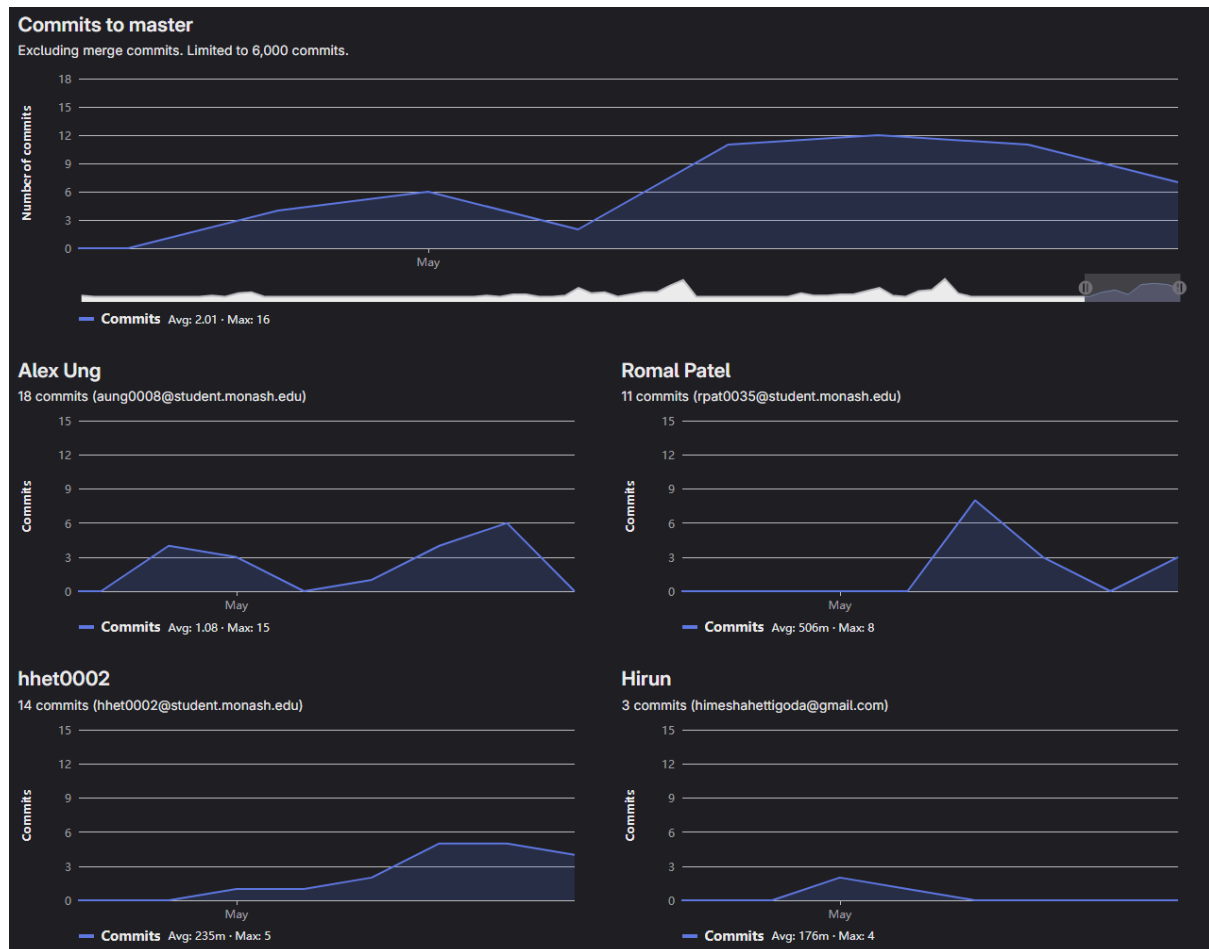 Commits to master
Excluding merge commits. Limited to 6,000 commits.
Number of commits
18
15
12
9
6
3
0
May
Commits Avg: 2.01 · Max: 16
Alex Ung
18 commits (aung0008@student.monash.edu)
Commits
15
12
9
6
3
0
May
Commits Avg: 1.08 · Max: 15
Romal Patel
11 commits (rpat0035@student.monash.edu)
Commits
15
12
9
6
3
0
May
Commits Avg: 506m · Max: 8
hhet0002
14 commits (hhet0002@student.monash.edu)
Commits
15
12
9
6
3
0
May
Commits Avg: 235m · Max: 5
Hirun
3 commits (himeshahettigoda@gmail.com)
Commits
15
12
9
6
3
0
May
Commits Avg: 176m · Max: 4